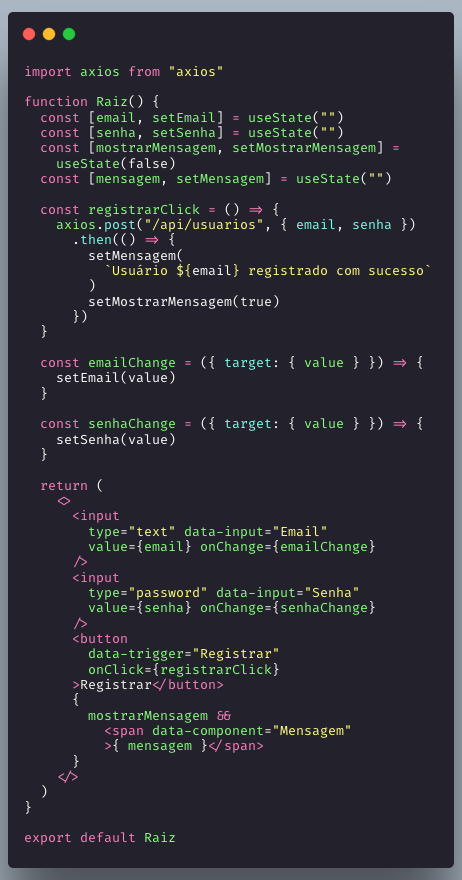 import axios from "axios"

function Raiz() {
  const [email, setEmail] = useState("")
  const [senha, setSenha] = useState("")
  const [mostrarMensagem, setMostrarMensagem] =
    useState(false)
  const [mensagem, setMensagem] = useState("")

  const registrarClick = () => {
    axios.post("/api/usuarios", { email, senha })
      .then(() => {
        setMensagem(
          `Usuário ${email} registrado com sucesso`
        )
        setMostrarMensagem(true)
      })
  }

  const emailChange = ({ target: { value } }) => {
    setEmail(value)
  }

  const senhaChange = ({ target: { value } }) => {
    setSenha(value)
  }

  return (
    <>
      <input
        type="text" data-input="Email"
        value={email} onChange={emailChange}
      />
      <input
        type="password" data-input="Senha"
        value={senha} onChange={senhaChange}
      />
      <button
        data-trigger="Registrar"
        onClick={registrarClick}
      >Registrar</button>
      {
        mostrarMensagem &&
          <span data-component="Mensagem"
          >{ mensagem }</span>
      }
    </>
  )
}

export default Raiz